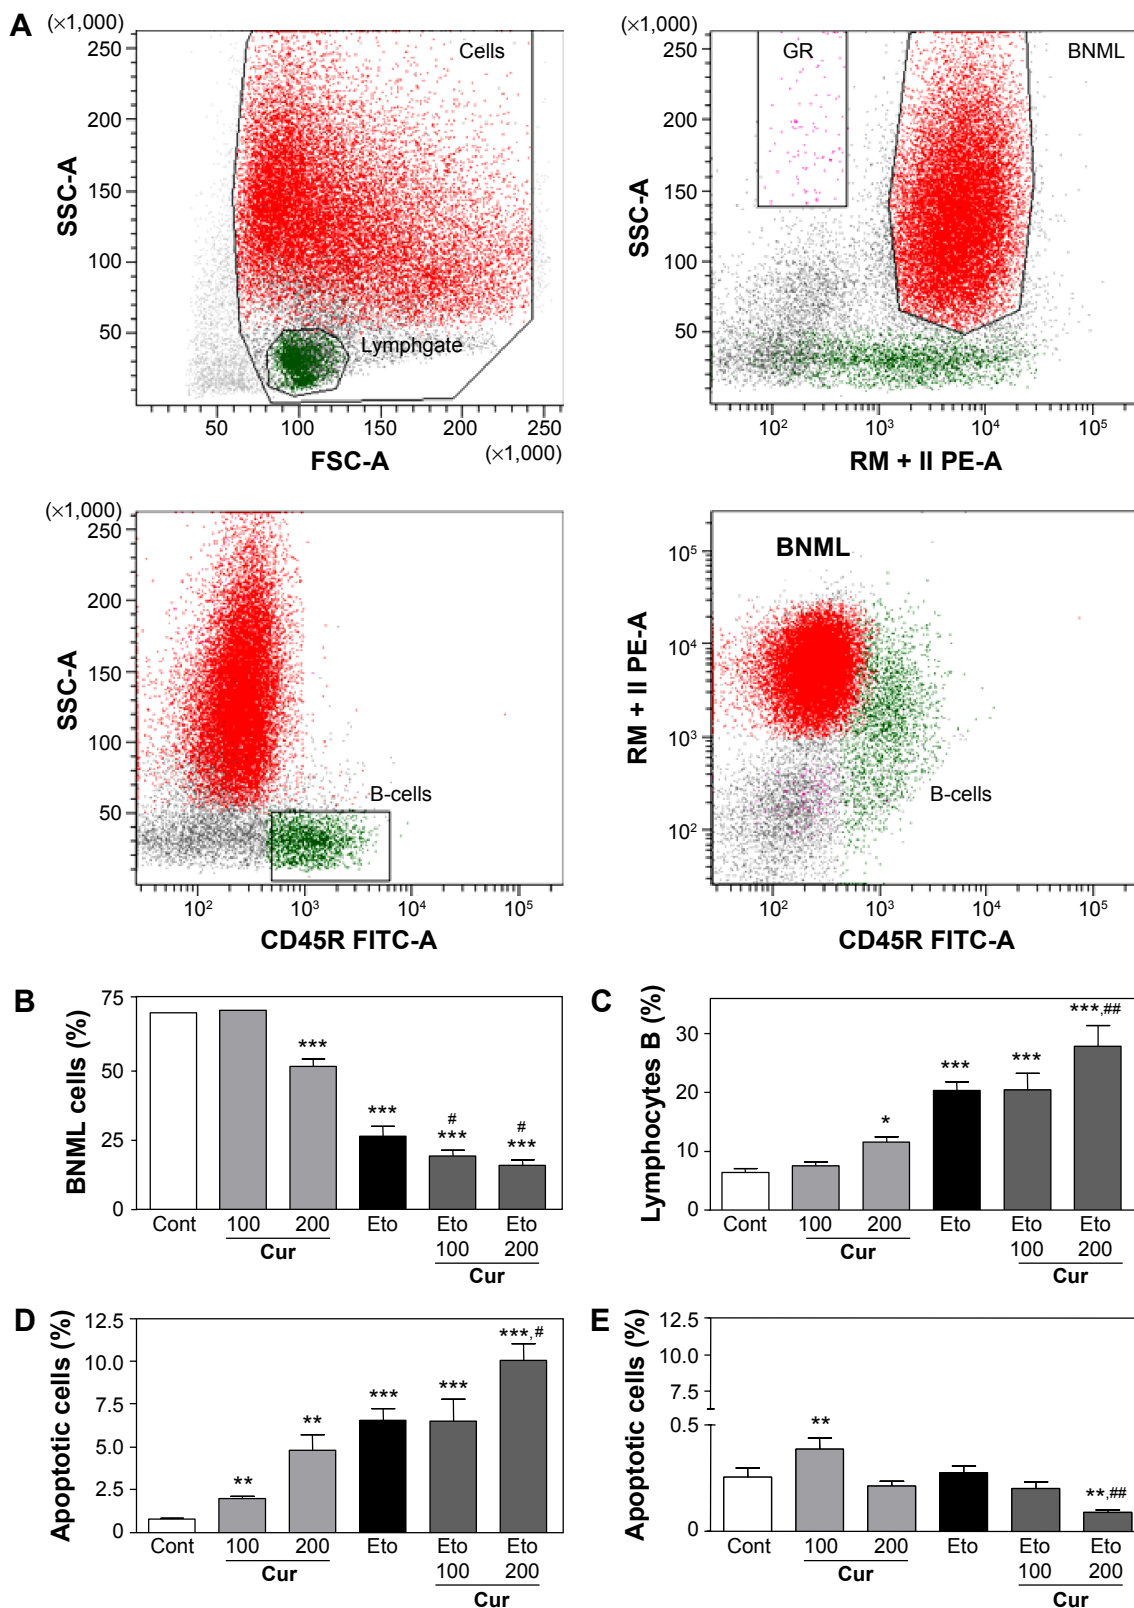 A
(×1,000)
250
200
150
100
50
SSC-A
Cells
Lymphgate
50 100 150 200 250
(×1,000)
FSC-A
(×1,000)
250
200
150
100
50
SSC-A
GR
BNML
10² 10³ 10⁴ 10⁵
RM + II PE-A
(×1,000)
250
200
150
100
50
SSC-A
B-cells
10² 10³ 10⁴ 10⁵
CD45R FITC-A
10⁵
10⁴
10³
10²
RM + II PE-A
BNML
B-cells
10² 10³ 10⁴ 10⁵
CD45R FITC-A
B
75
50
25
0
BNML cells (%)
***
***
#
***
#
***
Cont 100 200 Eto Eto Eto
100 200
Cur
Cur
C
30
20
10
0
Lymphocytes B (%)
*
***
***
***,##
Cont 100 200 Eto Eto Eto
100 200
Cur
Cur
D
12.5
10.0
7.5
5.0
2.5
0
Apoptotic cells (%)
**
**
***
***
***,#
Cont 100 200 Eto Eto Eto
100 200
Cur
Cur
E
12.5
10.0
7.5
0.5
0
Apoptotic cells (%)
**
**,##
Cont 100 200 Eto Eto Eto
100 200
Cur
Cur